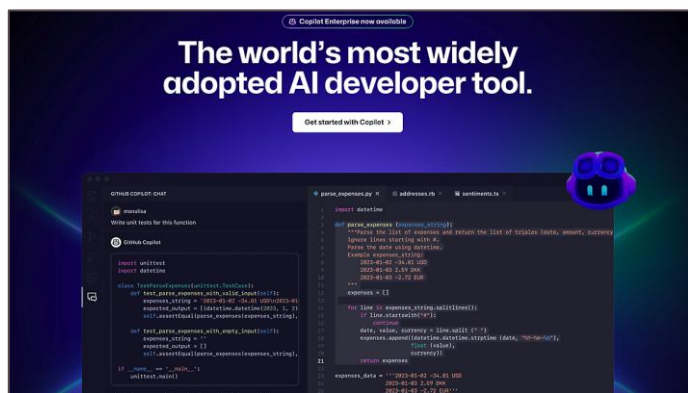 Copilot Enterprise now available
The world's most widely
adopted AI developer tool.
Get started with Copilot >
GITHUB COPILOT: CHAT
monalisa
Write unit tests for this function
GitHub Copilot
import unittest
import datetime
class TestParseExpenses(unittest.TestCase):
def test_parse_expenses_with_valid_input(self):
expenses_string = '2023-01-02 -34.01 USD\n2023-01
expected_output = [(datetime.datetime(2023, 1, 2)
self.assertEqual(parse_expenses(expenses_string),
def test_parse_expenses_with_empty_input(self):
expenses_string = ''
expected_output = []
self.assertEqual(parse_expenses(expenses_string),
if __name__ == '__main__':
unittest.main()
parse_expenses.py ×
addresses.rb ×
sentiments.ts ×
import datetime
def parse_expenses (expenses_string):
"""Parse the list of expenses and return the list of triples (date, amount, currency
Ignore lines starting with #.
Parse the date using datetime.
Example expenses_string:
2023-01-02 -34.01 USD
2023-01-03 2.59 DKK
2023-01-03 -2.72 EUR
"""
expenses = []
for line in expenses_string.splitlines():
if line.startswith("#"):
continue
date, value, currency = line.split (" ")
expenses.append((datetime.datetime.strptime (date, "%Y-%m-%d"),
float (value),
currency))
return expenses
expenses_data = '''2023-01-02 -34.01 USD
2023-01-03 2.59 DKK
2023-01-03 -2.72 EUR'''